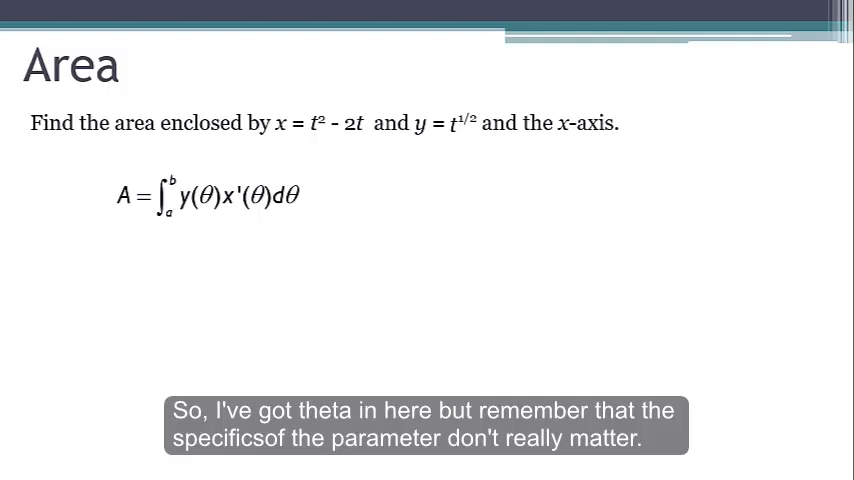 Area
Find the area enclosed by x = t² - 2t and y = t^{1/2} and the x-axis.
A = ∫_a^b y(θ)x'(θ)dθ
So, I've got theta in here but remember that the
specificsof the parameter don't really matter.